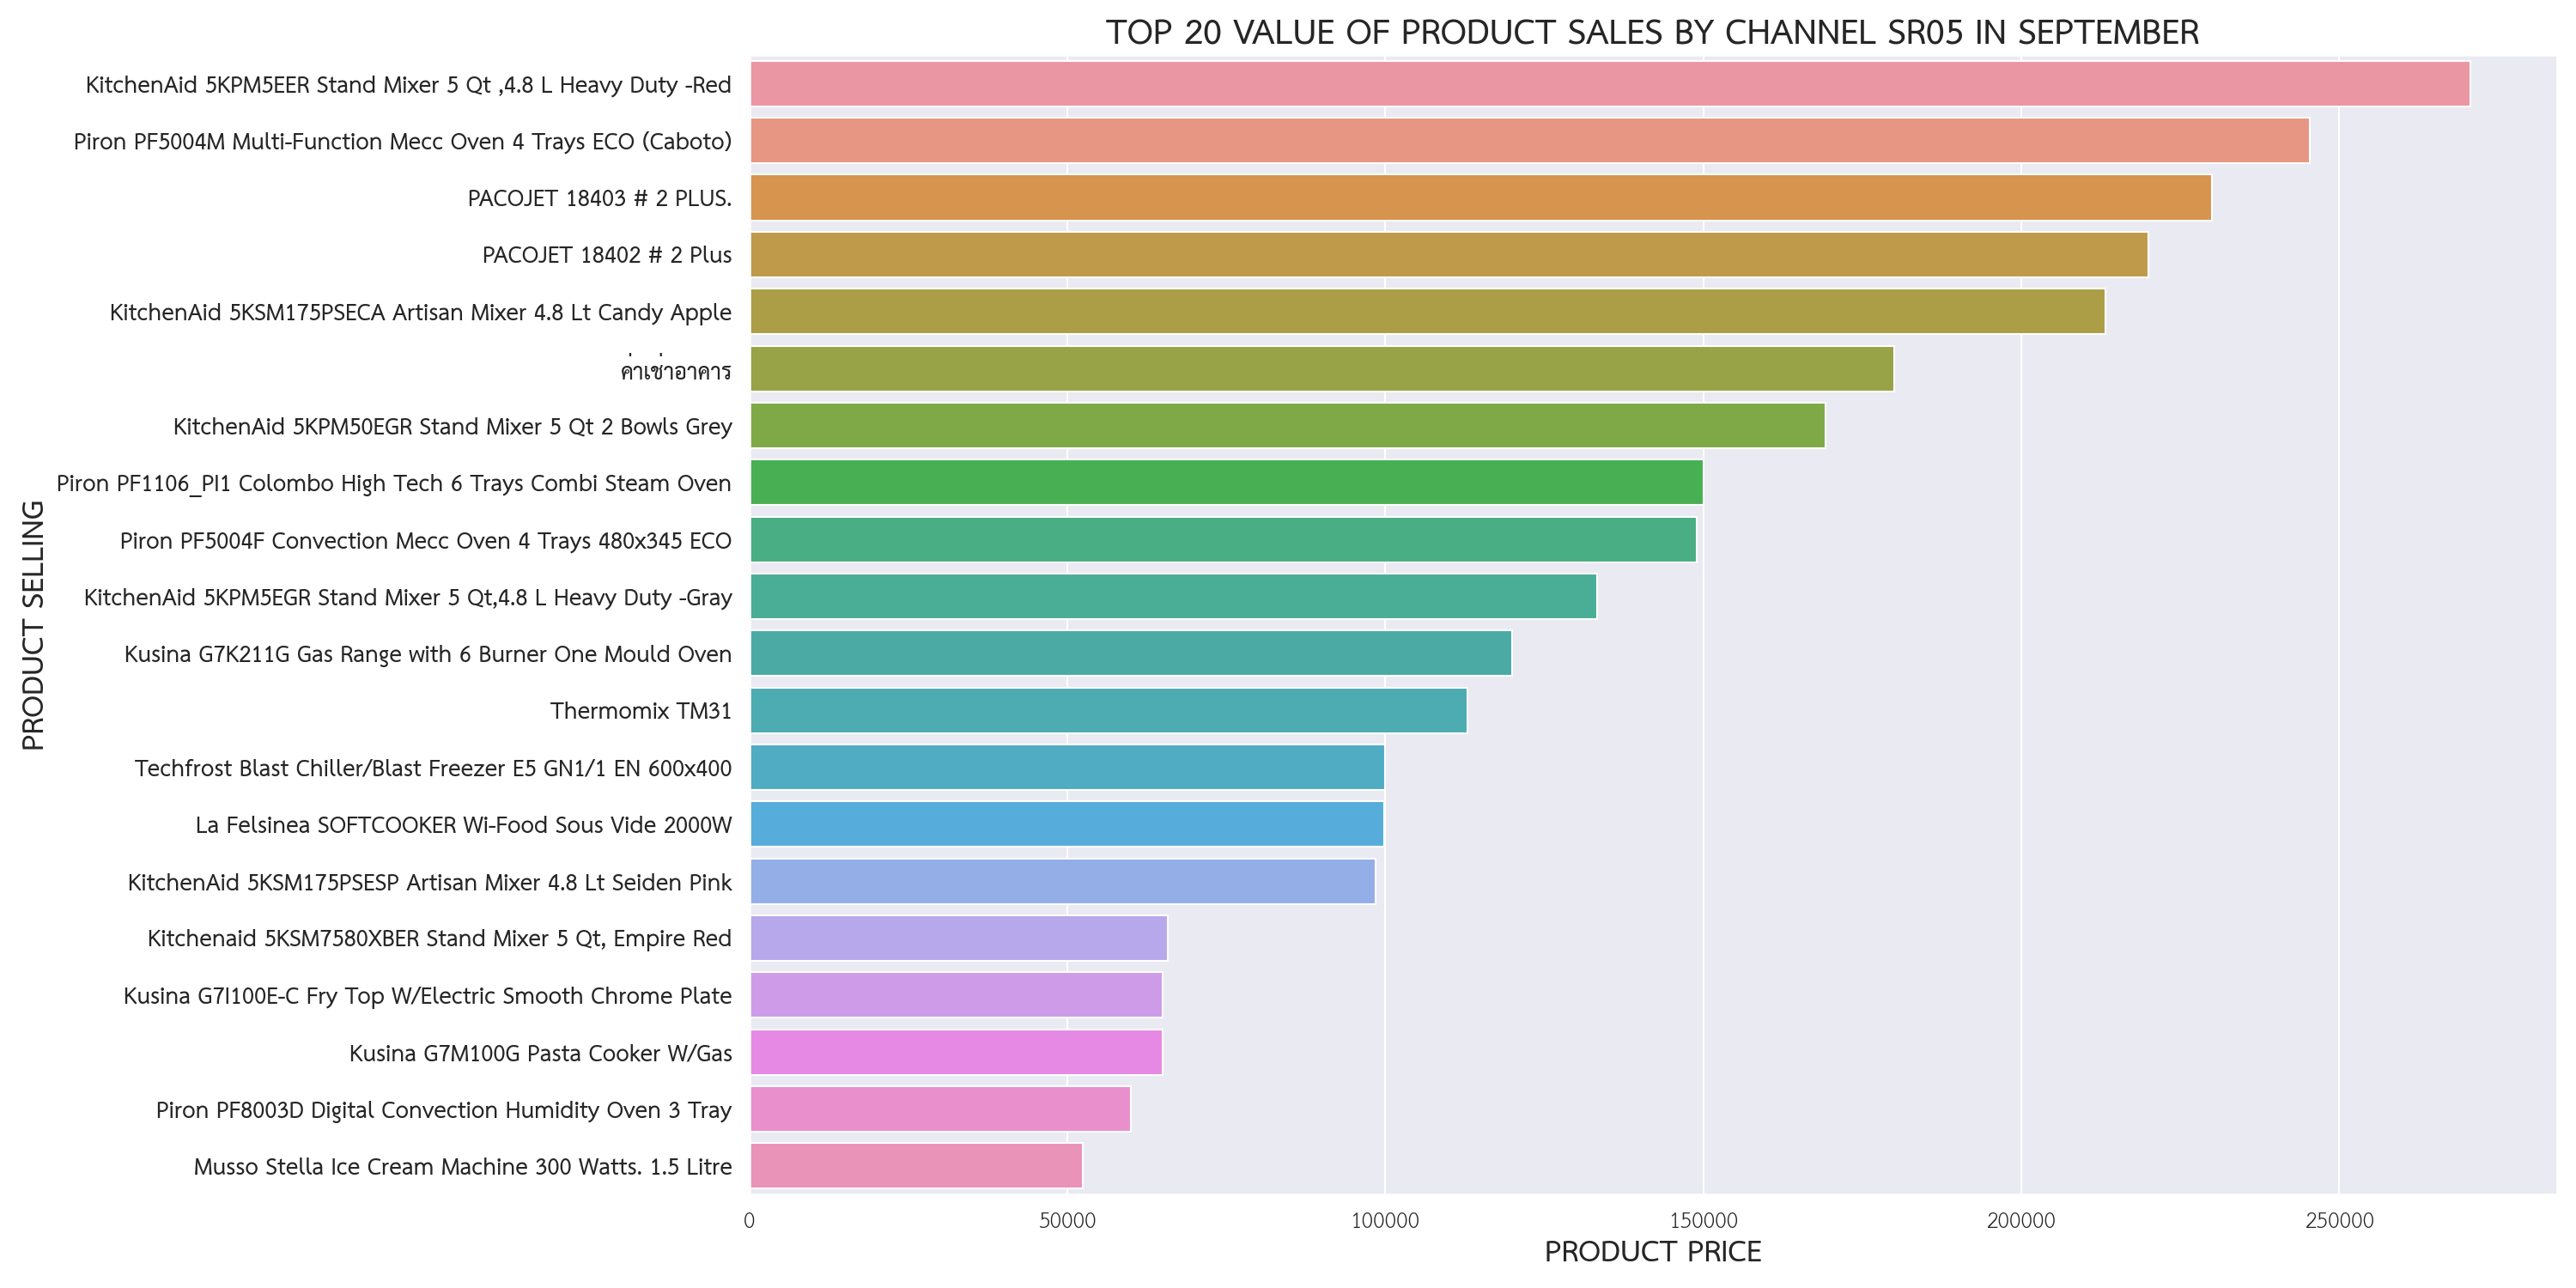 TOP 20 VALUE OF PRODUCT SALES BY CHANNEL SR05 IN SEPTEMBER
KitchenAid 5KPM5EER Stand Mixer 5 Qt ,4.8 L Heavy Duty -Red
Piron PF5004M Multi-Function Mecc Oven 4 Trays ECO (Caboto)
PACOJET 18403 # 2 PLUS.
PACOJET 18402 # 2 Plus
KitchenAid 5KSM175PSECA Artisan Mixer 4.8 Lt Candy Apple
ค่าเช่าอาคาร
KitchenAid 5KPM50EGR Stand Mixer 5 Qt 2 Bowls Grey
Piron PF1106_PI1 Colombo High Tech 6 Trays Combi Steam Oven
Piron PF5004F Convection Mecc Oven 4 Trays 480x345 ECO
KitchenAid 5KPM5EGR Stand Mixer 5 Qt,4.8 L Heavy Duty -Gray
Kusina G7K211G Gas Range with 6 Burner One Mould Oven
Thermomix TM31
Techfrost Blast Chiller/Blast Freezer E5 GN1/1 EN 600x400
La Felsinea SOFTCOOKER Wi-Food Sous Vide 2000W
KitchenAid 5KSM175PSESP Artisan Mixer 4.8 Lt Seiden Pink
Kitchenaid 5KSM7580XBER Stand Mixer 5 Qt, Empire Red
Kusina G7I100E-C Fry Top W/Electric Smooth Chrome Plate
Kusina G7M100G Pasta Cooker W/Gas
Piron PF8003D Digital Convection Humidity Oven 3 Tray
Musso Stella Ice Cream Machine 300 Watts. 1.5 Litre
PRODUCT SELLING
0 50000 100000 150000 200000 250000
PRODUCT PRICE